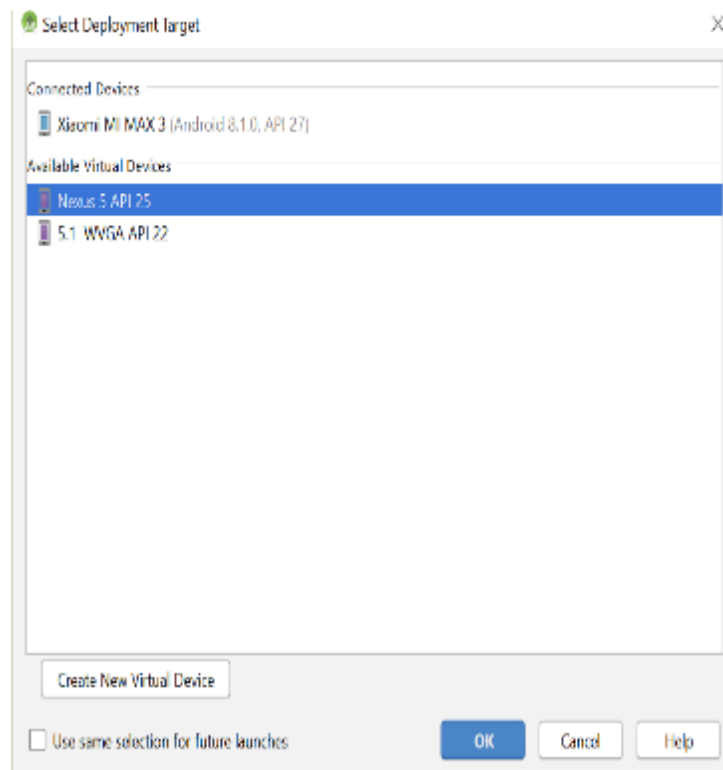 Select Deployment Target
Connected Devices
Xiaomi MI MAX 3 (Android 8.1.0, API 27)
Available Virtual Devices
Nexus 5 API 25
5.1 WVGA API 22
Create New Virtual Device
Use same selection for future launches
OK Cancel Help